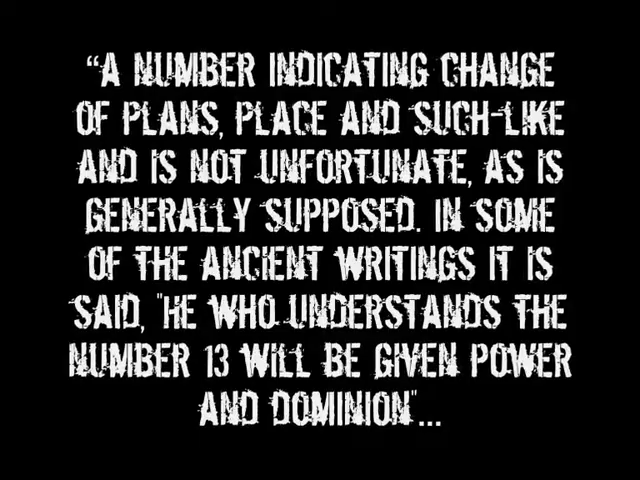 “A NUMBER INDICATING CHANGE
OF PLANS, PLACE AND SUCH-LIKE
AND IS NOT UNFORTUNATE, AS IS
GENERALLY SUPPOSED. IN SOME
OF THE ANCIENT WRITINGS IT IS
SAID, "HE WHO UNDERSTANDS THE
NUMBER 13 WILL BE GIVEN POWER
AND DOMINION"...